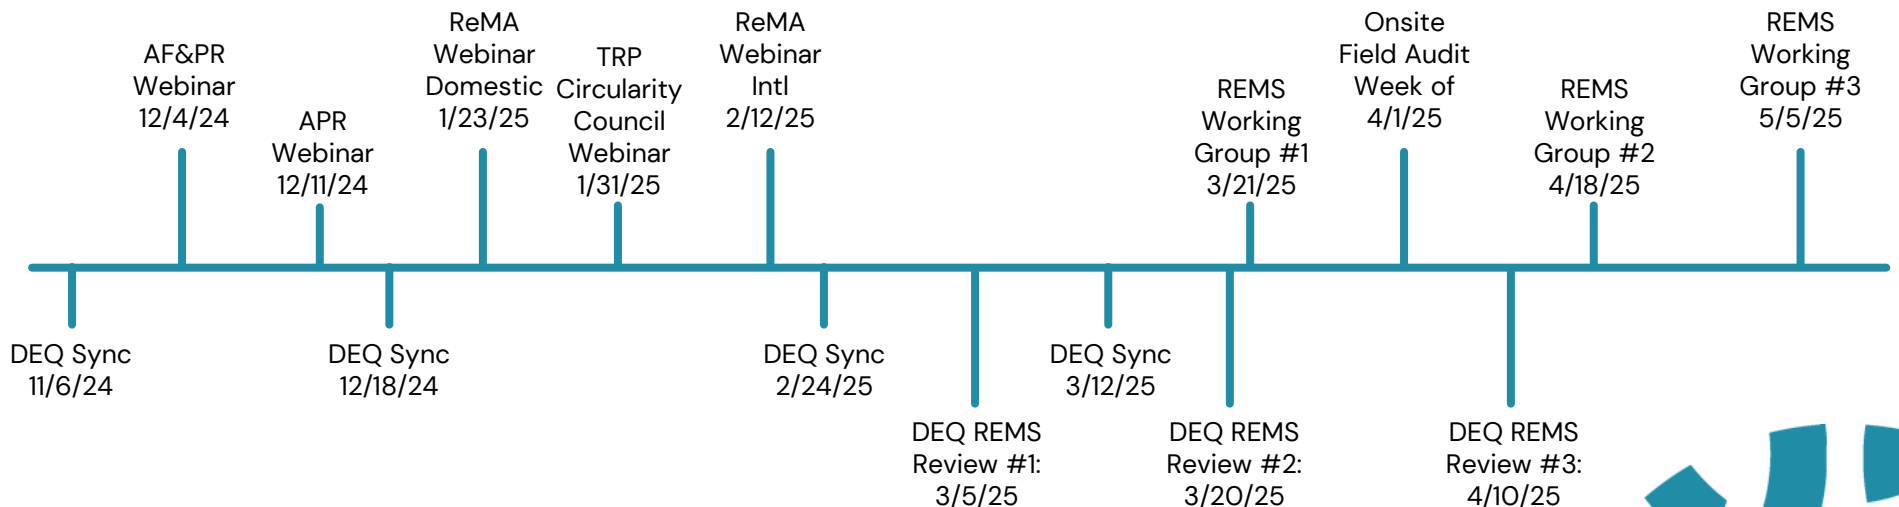 AF&PR
Webinar
12/4/24
APR
Webinar
12/11/24
ReMA
Webinar
Domestic
1/23/25
TRP
Circularity
Council
Webinar
1/31/25
ReMA
Webinar
Intl
2/12/25
REMS
Working
Group #1
3/21/25
Onsite
Field Audit
Week of
4/1/25
REMS
Working
Group #2
4/18/25
REMS
Working
Group #3
5/5/25
DEQ Sync
11/6/24
DEQ Sync
12/18/24
DEQ Sync
2/24/25
DEQ REMS
Review #1:
3/5/25
DEQ Sync
3/12/25
DEQ REMS
Review #2:
3/20/25
DEQ REMS
Review #3:
4/10/25